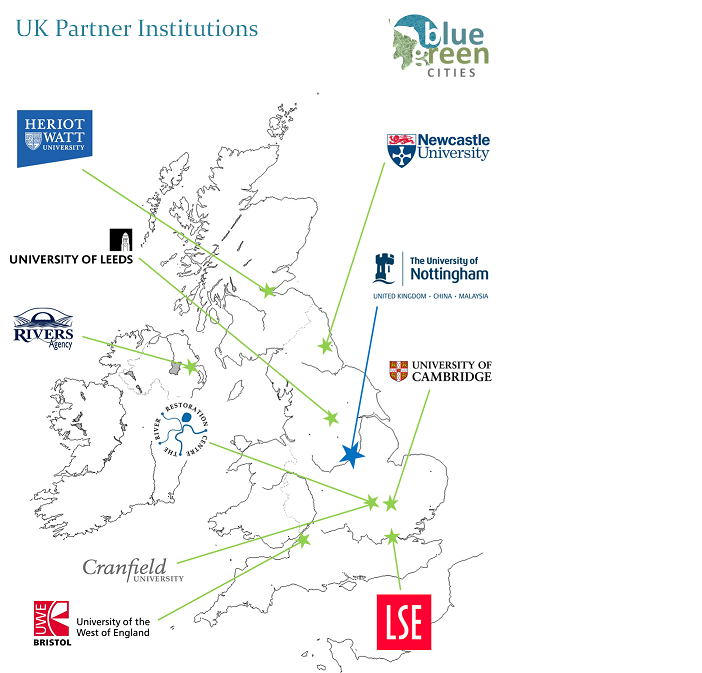 UK Partner Institutions
blue
green
CITIES
HERIOT
WATT
UNIVERSITY
Newcastle
University
UNIVERSITY OF LEEDS
The University of
Nottingham
UNITED KINGDOM · CHINA · MALAYSIA
RIVERS
Agency
UNIVERSITY OF
CAMBRIDGE
THE RIVER RESTORATION CENTRE
Cranfield
UNIVERSITY
UWE
BRISTOL
University of the
West of England
LSE